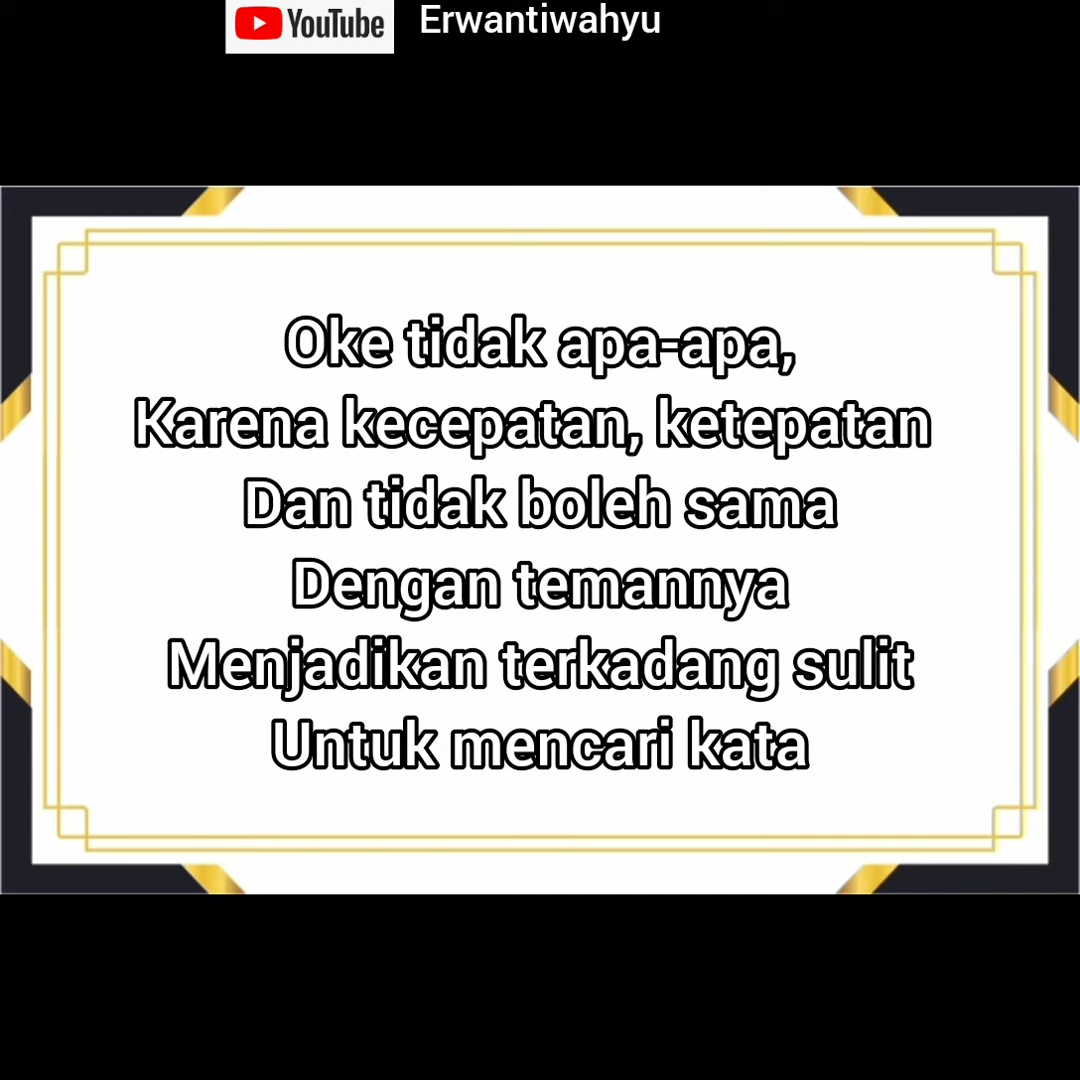 YouTube Erwantiwahyu
Oke tidak apa-apa,
Karena kecepatan, ketepatan
Dan tidak boleh sama
Dengan temannya
Menjadikan terkadang sulit
Untuk mencari kata